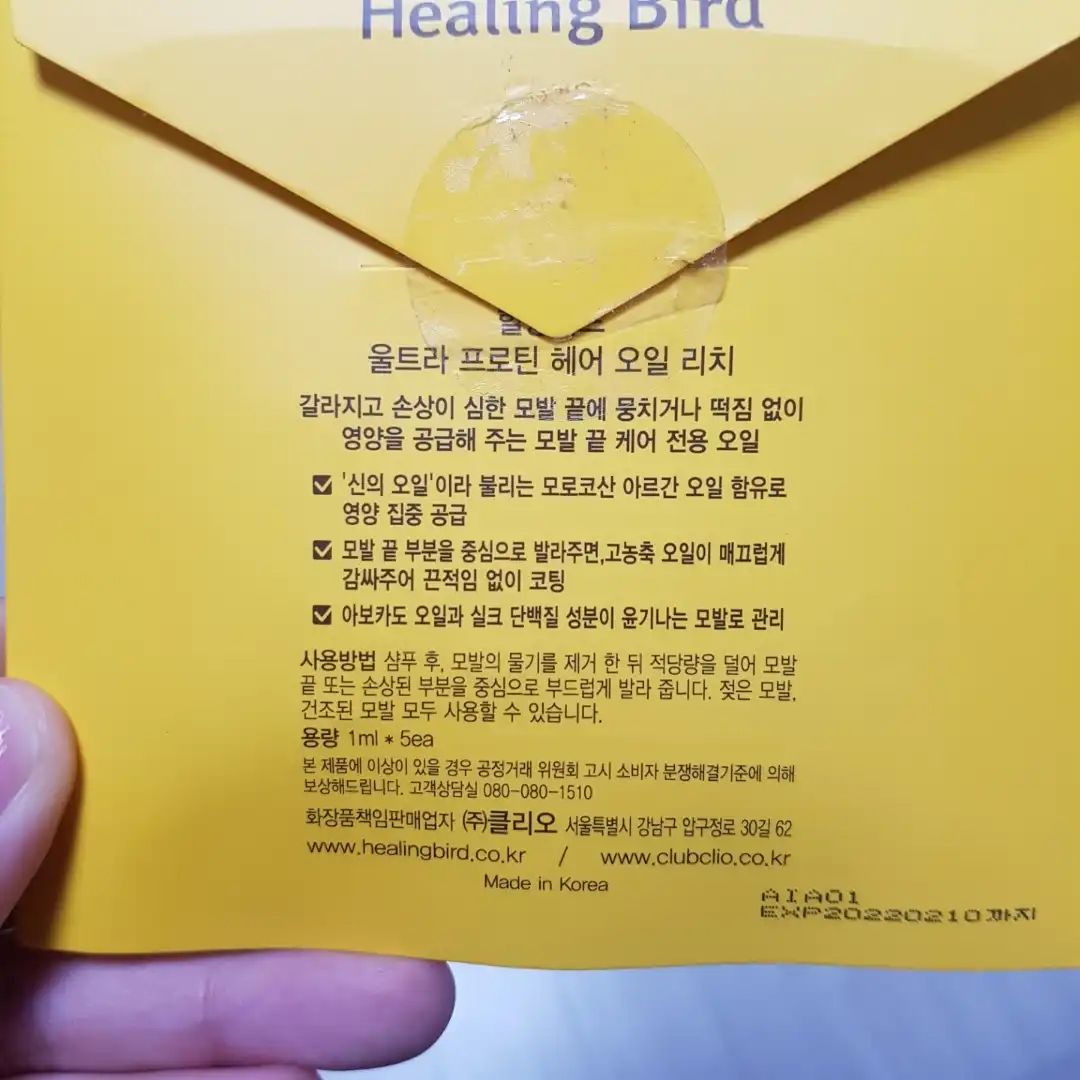 Healing Bird
울트라 프로틴 헤어 오일 리치
갈라지고 손상이 심한 모발 끝에 뭉치거나 떡짐 없이
영양을 공급해 주는 모발 끝 케어 전용 오일
'신의 오일'이라 불리는 모로코산 아르간 오일 함유로
영양 집중 공급
모발 끝 부분을 중심으로 발라주면,고농축 오일이 매끄럽게
감싸주어 끈적임 없이 코팅
아보카도 오일과 실크 단백질 성분이 윤기나는 모발로 관리
사용방법 샴푸 후, 모발의 물기를 제거 한 뒤 적당량을 덜어 모발
끝 또는 손상된 부분을 중심으로 부드럽게 발라 줍니다. 젖은 모발,
건조된 모발 모두 사용할 수 있습니다.
용량 1ml * 5ea
본 제품에 이상이 있을 경우 공정거래 위원회 고시 소비자 분쟁해결기준에 의해
보상해드립니다. 고객상담실 080-080-1510
화장품책임판매업자 (주)클리오 서울특별시 강남구 압구정로 30길 62
www.healingbird.co.kr / www.clubclio.co.kr
Made in Korea
AIA01
EXP20220210까지